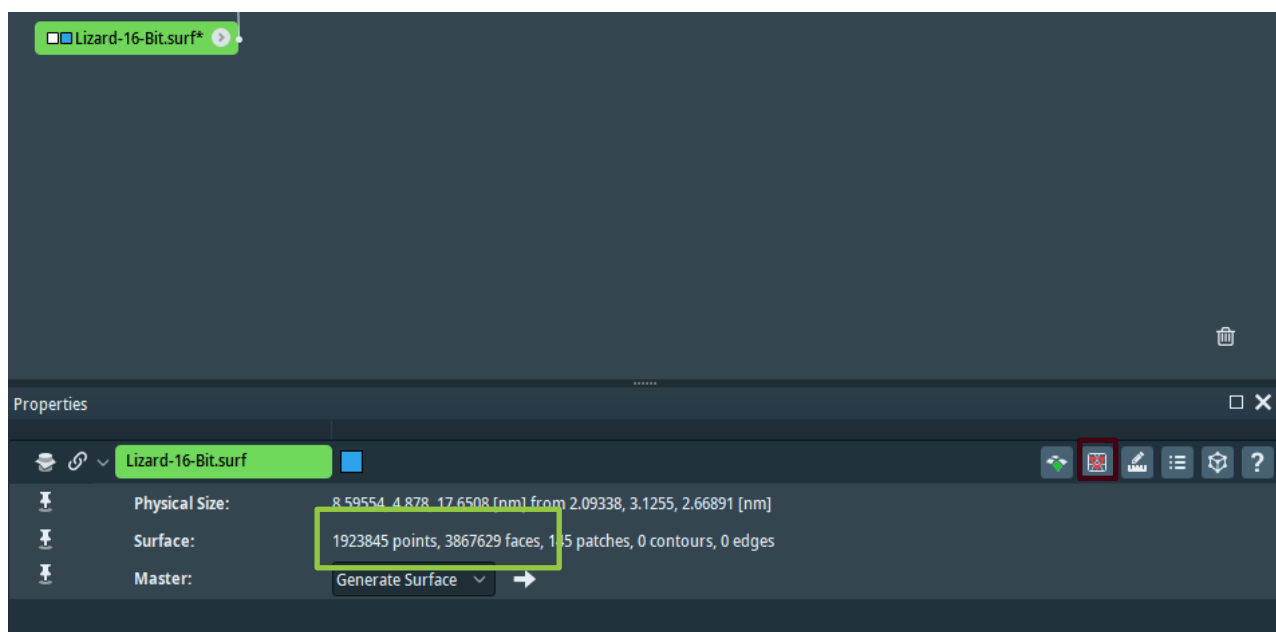 Lizard-16-Bit.surf*
Properties
Lizard-16-Bit.surf
?
Physical Size: 8.59554, 4.878, 17.6508 [nm] from 2.09338, 3.1255, 2.66891 [nm]
Surface: 1923845 points, 3867629 faces, 145 patches, 0 contours, 0 edges
Master: Generate Surface